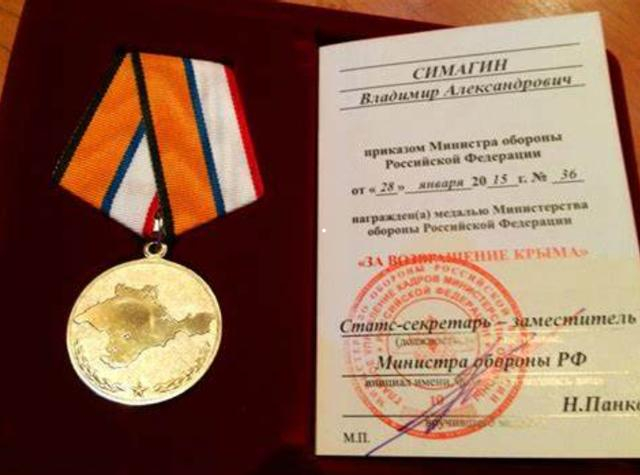 СИМАГИН
Владимир Александрович
приказом Министра обороны
Российской Федерации
от «28» января 2015 г. № 36
награжден(а) медалью Министерства
обороны Российской Федерации
«ЗА ВОЗВРАЩЕНИЕ КРЫМА»
Статс-секретарь – заместитель
Министра обороны РФ
Н.Панко
М.П.